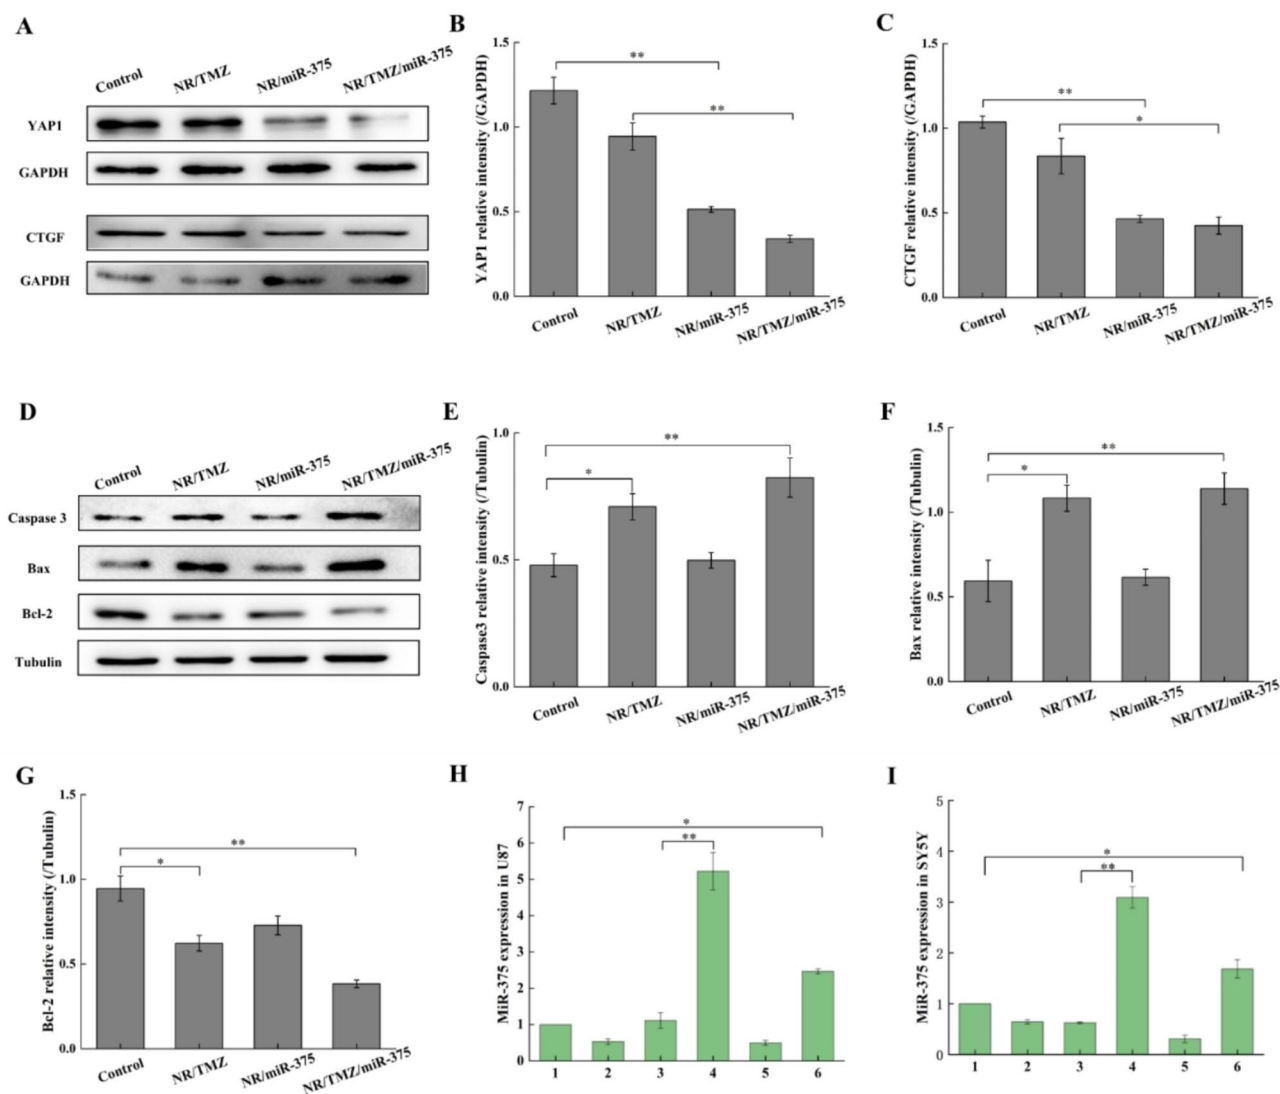 A
Control
NR/TMZ
NR/miR-375
NR/TMZ/miR-375
YAP1
GAPDH
CTGF
GAPDH
B
YAP1 relative intensity (/GAPDH)
1.5
1.0
0.5
0.0
**
**
Control
NR/TMZ
NR/miR-375
NR/TMZ/miR-375
C
CTGF relative intensity (/GAPDH)
1.5
1.0
0.5
0.0
**
*
Control
NR/TMZ
NR/miR-375
NR/TMZ/miR-375
D
Control
NR/TMZ
NR/miR-375
NR/TMZ/miR-375
Caspase 3
Bax
Bcl-2
Tubulin
E
Caspase3 relative intensity (/Tubulin)
1.0
0.5
0.0
**
*
Control
NR/TMZ
NR/miR-375
NR/TMZ/miR-375
F
Bax relative intensity (/Tubulin)
1.5
1.0
0.5
0.0
**
*
Control
NR/TMZ
NR/miR-375
NR/TMZ/miR-375
G
Bcl-2 relative intensity (/Tubulin)
1.5
1.0
0.5
0.0
**
*
Control
NR/TMZ
NR/miR-375
NR/TMZ/miR-375
H
MiR-375 expression in U87
7
6
5
4
3
2
1
0
*
**
1 2 3 4 5 6
I
MiR-375 expression in SY5Y
5
4
3
2
1
0
*
**
1 2 3 4 5 6